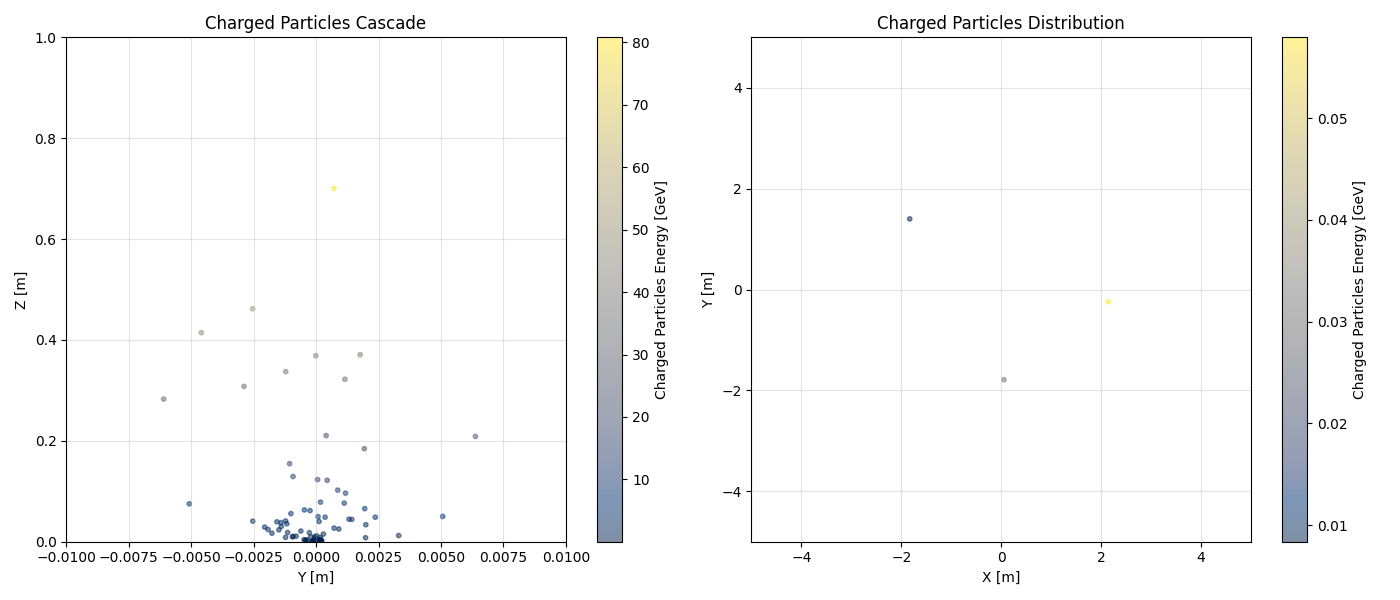 Charged Particles Cascade
1.0
0.8
0.6
0.4
0.2
0.0
Z [m]
−0.0100 −0.0075 −0.0050 −0.0025 0.0000 0.0025 0.0050 0.0075 0.0100
Y [m]
80
70
60
50
40
30
20
10
Charged Particles Energy [GeV]
Charged Particles Distribution
4
2
0
−2
−4
Y [m]
−4 −2 0 2 4
X [m]
0.05
0.04
0.03
0.02
0.01
Charged Particles Energy [GeV]